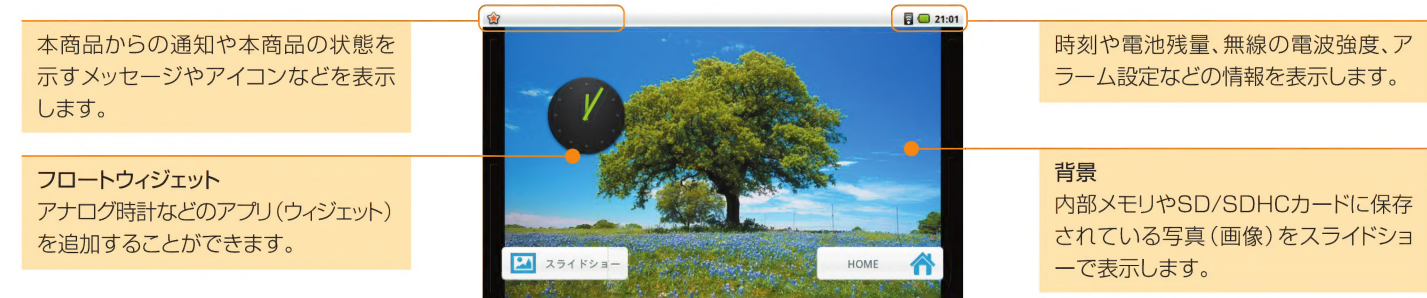 本商品からの通知や本商品の状態を
示すメッセージやアイコンなどを表示
します。
フロートウィジェット
アナログ時計などのアプリ（ウィジェット）
を追加することができます。
21:01
スライドショー
HOME
時刻や電池残量、無線の電波強度、ア
ラーム設定などの情報を表示します。
背景
内部メモリやSD/SDHCカードに保存
されている写真（画像）をスライドショ
ーで表示します。